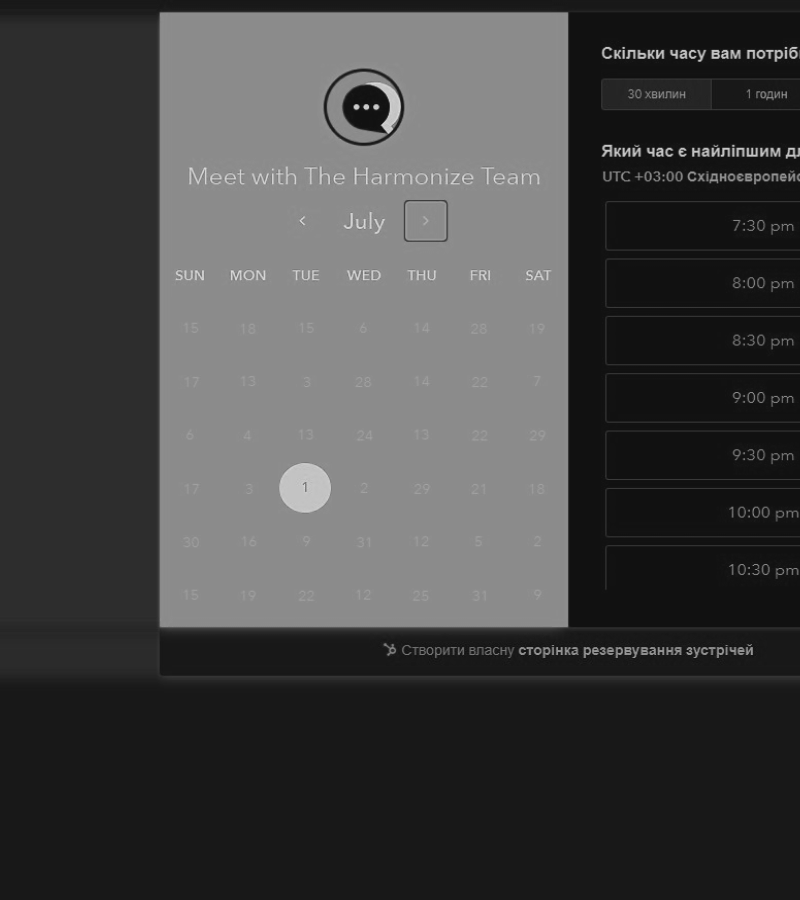 Meet with The Harmonize Team
July
SUN MON TUE WED THU FRI SAT
15 18 15 6 14 28 19
17 13 3 28 14 22 7
6 4 13 24 13 22 29
17 3 1 2 29 21 18
30 16 9 31 12 5 2
15 19 22 12 25 31 9
Скільки часу вам потріб
30 хвилин 1 годин
Який час є найліпшим д
UTC +03:00 Східноєвропейс
7:30 pm
8:00 pm
8:30 pm
9:00 pm
9:30 pm
10:00 pm
10:30 pm
Створити власну сторінка резервування зустрічей